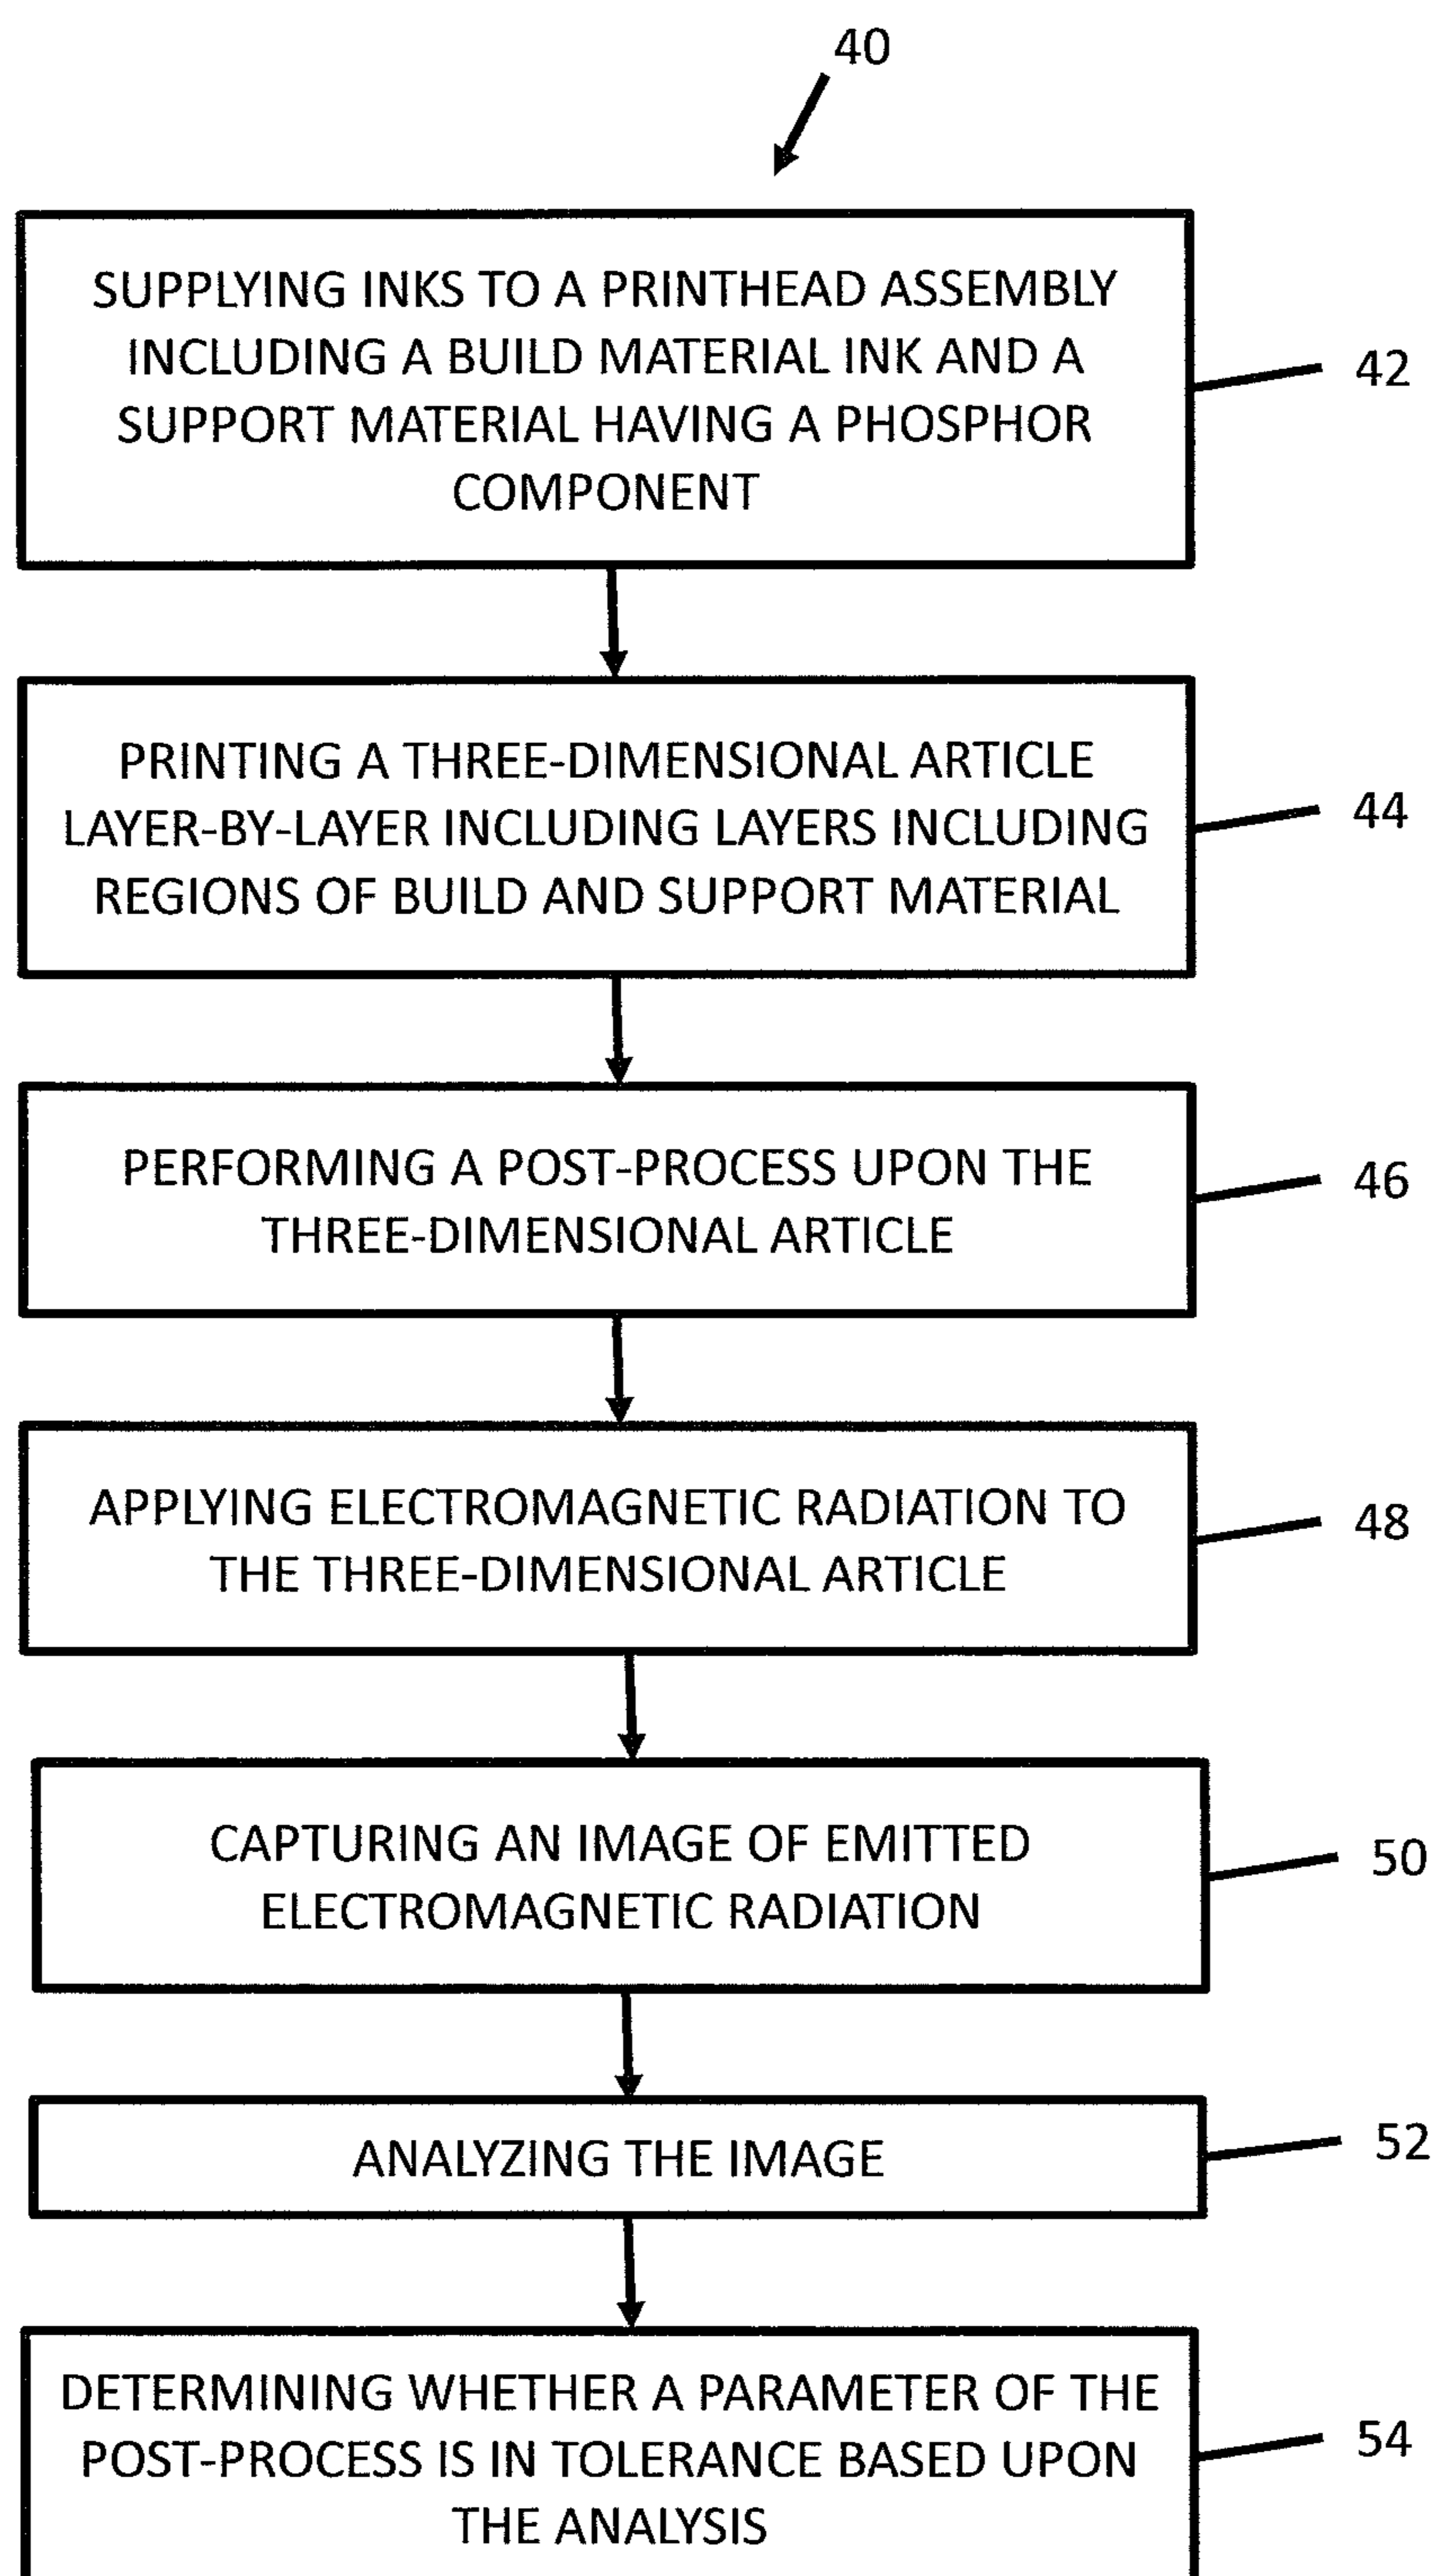 40
SUPPLYING INKS TO A PRINTHEAD ASSEMBLY
INCLUDING A BUILD MATERIAL INK AND A
SUPPORT MATERIAL HAVING A PHOSPHOR
COMPONENT
42
PRINTING A THREE-DIMENSIONAL ARTICLE
LAYER-BY-LAYER INCLUDING LAYERS INCLUDING
REGIONS OF BUILD AND SUPPORT MATERIAL
44
PERFORMING A POST-PROCESS UPON THE
THREE-DIMENSIONAL ARTICLE
46
APPLYING ELECTROMAGNETIC RADIATION TO
THE THREE-DIMENSIONAL ARTICLE
48
CAPTURING AN IMAGE OF EMITTED
ELECTROMAGNETIC RADIATION
50
ANALYZING THE IMAGE
52
DETERMINING WHETHER A PARAMETER OF THE
POST-PROCESS IS IN TOLERANCE BASED UPON
THE ANALYSIS
54